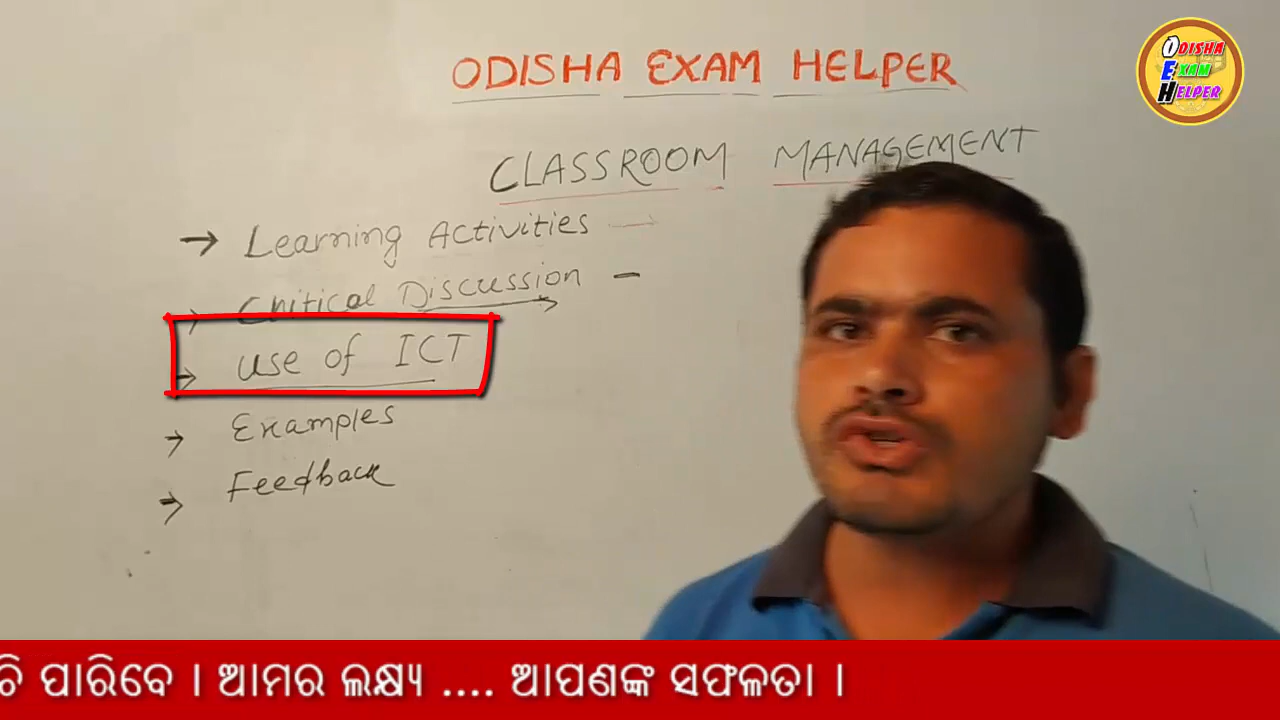 ODISHA EXAM HELPER
ODISHA
EXAM
HELPER
CLASSROOM MANAGEMENT
→ Learning Activities —
→ Critical Discussion –
→ use of ICT
→ Examples
→ Feedback
ଚି ପାରିବେ । ଆମର ଲକ୍ଷ୍ୟ .... ଆପଣଙ୍କ ସଫଳତା ।